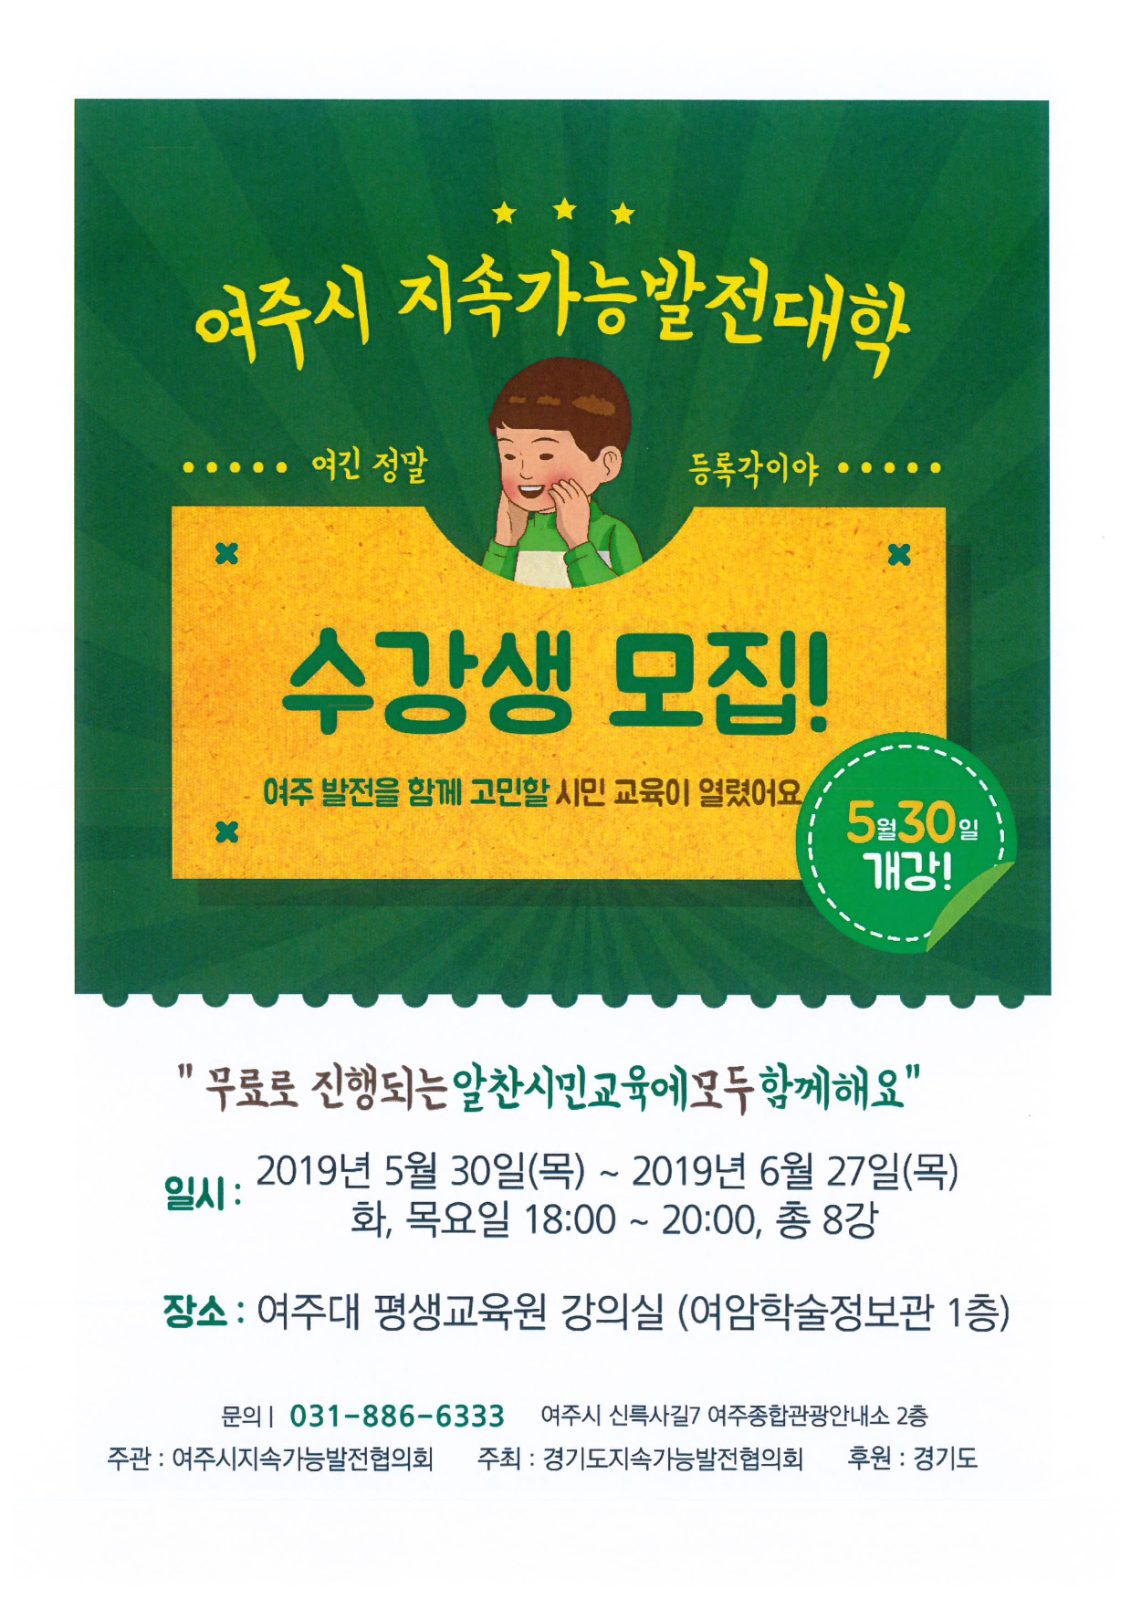 여주시 지속가능발전대학
여긴 정말
등록각이야
수강생 모집!
여주 발전을 함께 고민할 시민 교육이 열렸어요
5월30일
개강!
" 무료로 진행되는 알찬시민교육에 모두 함께해요"
일시 : 2019년 5월 30일(목) ~ 2019년 6월 27일(목)
화, 목요일 18:00 ~ 20:00, 총 8강
장소 : 여주대 평생교육원 강의실 (여암학술정보관 1층)
문의 | 031-886-6333 여주시 신륵사길7 여주종합관광안내소 2층
주관 : 여주시지속가능발전협의회 주최 : 경기도지속가능발전협의회 후원 : 경기도